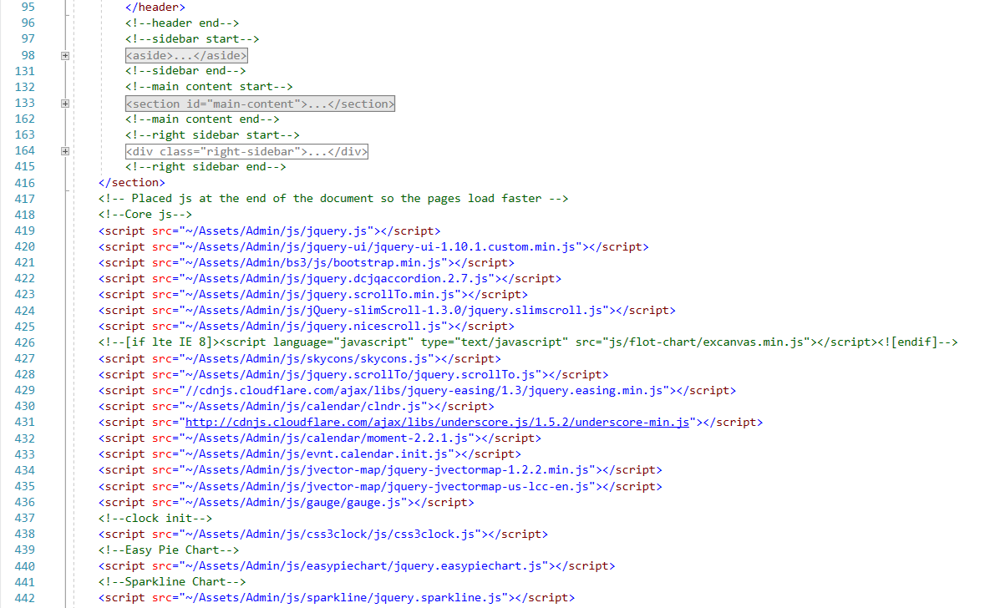 95 </header>
96 <!--header end-->
97 <!--sidebar start-->
98 <aside>...</aside>
131 <!--sidebar end-->
132 <!--main content start-->
133 <section id="main-content">...</section>
162 <!--main content end-->
163 <!--right sidebar start-->
164 <div class="right-sidebar">...</div>
415 <!--right sidebar end-->
416 </section>
417 <!-- Placed js at the end of the document so the pages load faster -->
418 <!--Core js-->
419 <script src="~/Assets/Admin/js/jquery.js"></script>
420 <script src="~/Assets/Admin/js/jquery-ui/jquery-ui-1.10.1.custom.min.js"></script>
421 <script src="~/Assets/Admin/bs3/js/bootstrap.min.js"></script>
422 <script src="~/Assets/Admin/js/jquery.dcjqaccordion.2.7.js"></script>
423 <script src="~/Assets/Admin/js/jquery.scrollTo.min.js"></script>
424 <script src="~/Assets/Admin/js/jQuery-slimScroll-1.3.0/jquery.slimscroll.js"></script>
425 <script src="~/Assets/Admin/js/jquery.nicescroll.js"></script>
426 <!--[if lte IE 8]><script language="javascript" type="text/javascript" src="js/flot-chart/excanvas.min.js"></script><![endif]-->
427 <script src="~/Assets/Admin/js/skycons/skycons.js"></script>
428 <script src="~/Assets/Admin/js/jquery.scrollTo/jquery.scrollTo.js"></script>
429 <script src="//cdnjs.cloudflare.com/ajax/libs/jquery-easing/1.3/jquery.easing.min.js"></script>
430 <script src="~/Assets/Admin/js/calendar/clndr.js"></script>
431 <script src="http://cdnjs.cloudflare.com/ajax/libs/underscore.js/1.5.2/underscore-min.js"></script>
432 <script src="~/Assets/Admin/js/calendar/moment-2.2.1.js"></script>
433 <script src="~/Assets/Admin/js/evnt.calendar.init.js"></script>
434 <script src="~/Assets/Admin/js/jvector-map/jquery-jvectormap-1.2.2.min.js"></script>
435 <script src="~/Assets/Admin/js/jvector-map/jquery-jvectormap-us-lcc-en.js"></script>
436 <script src="~/Assets/Admin/js/gauge/gauge.js"></script>
437 <!--clock init-->
438 <script src="~/Assets/Admin/js/css3clock/js/css3clock.js"></script>
439 <!--Easy Pie Chart-->
440 <script src="~/Assets/Admin/js/easypiechart/jquery.easypiechart.js"></script>
441 <!--Sparkline Chart-->
442 <script src="~/Assets/Admin/js/sparkline/jquery.sparkline.js"></script>